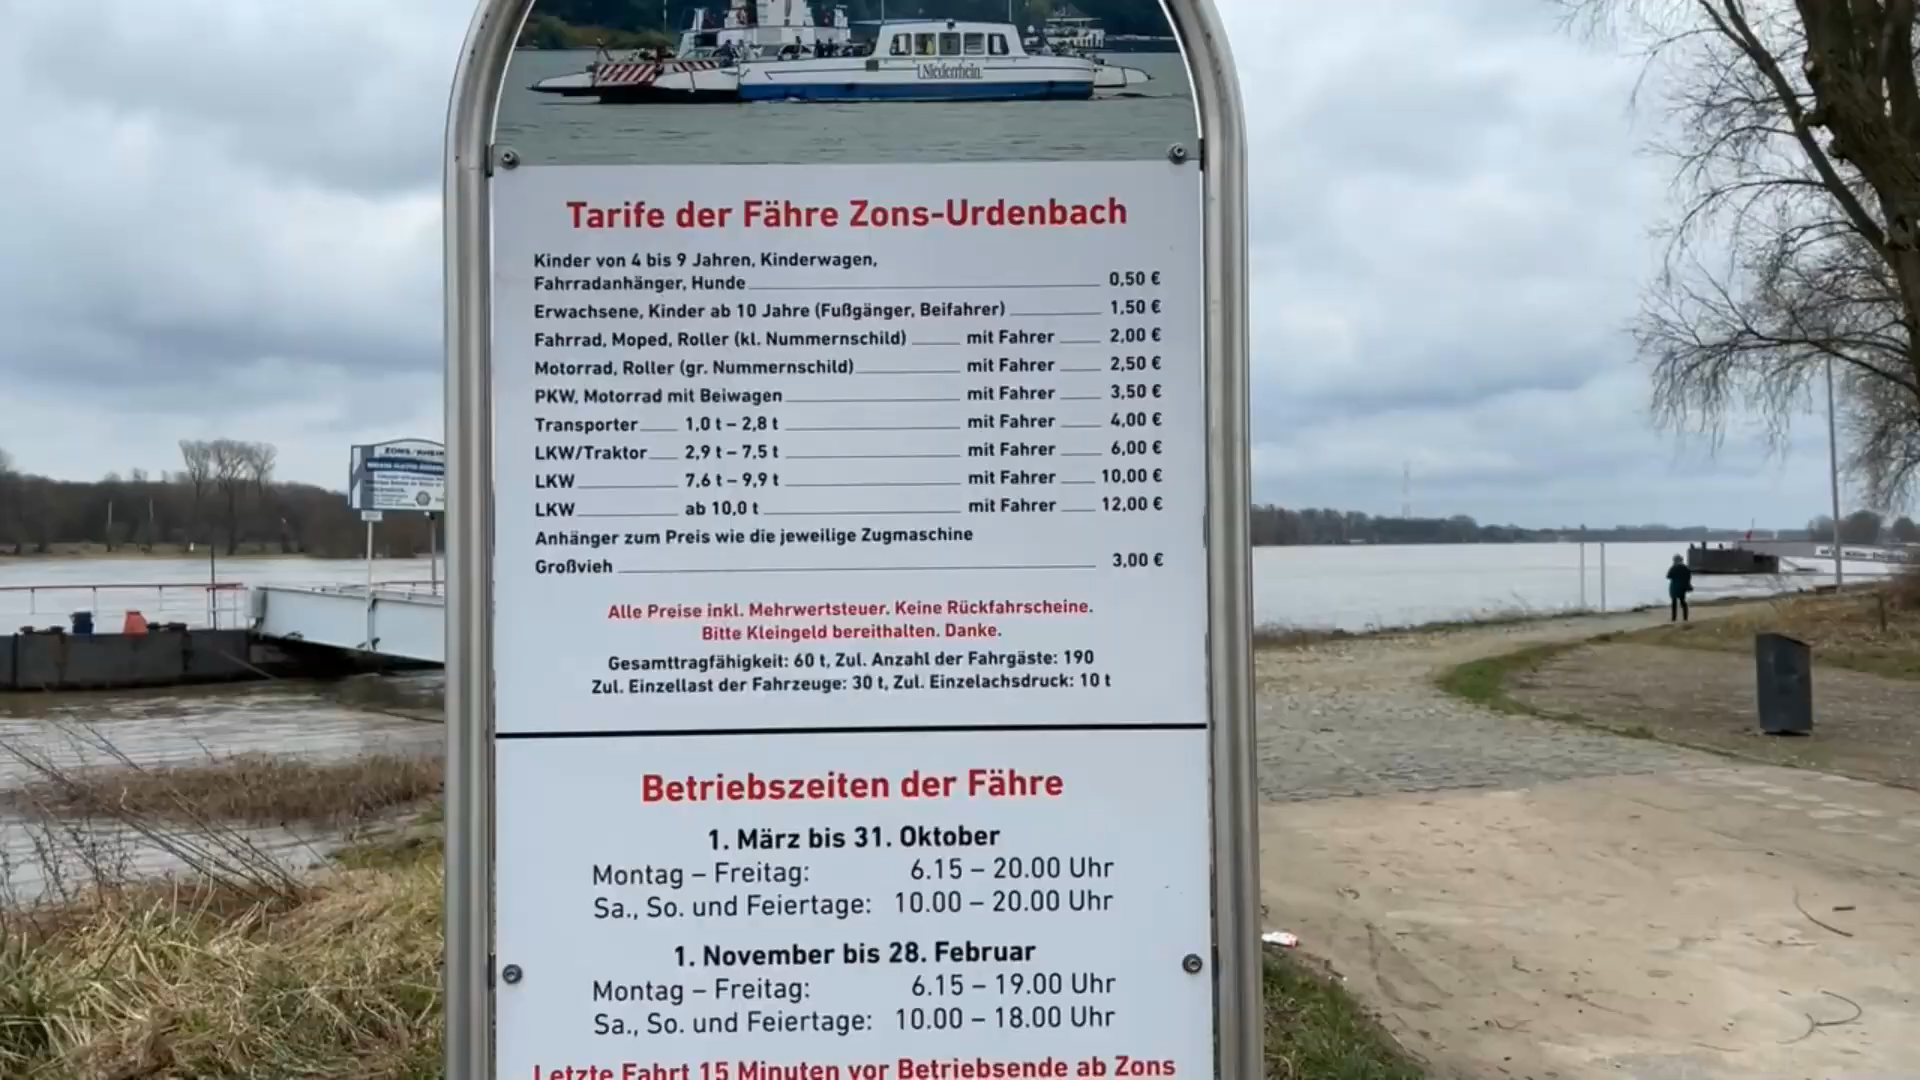 Niederrhein
Tarife der Fähre Zons-Urdenbach
Kinder von 4 bis 9 Jahren, Kinderwagen,
Fahrradanhänger, Hunde 0,50 €
Erwachsene, Kinder ab 10 Jahre (Fußgänger, Beifahrer) 1,50 €
Fahrrad, Moped, Roller (kl. Nummernschild) mit Fahrer 2,00 €
Motorrad, Roller (gr. Nummernschild) mit Fahrer 2,50 €
PKW, Motorrad mit Beiwagen mit Fahrer 3,50 €
Transporter 1,0 t – 2,8 t mit Fahrer 4,00 €
LKW/Traktor 2,9 t – 7,5 t mit Fahrer 6,00 €
LKW 7,6 t – 9,9 t mit Fahrer 10,00 €
LKW ab 10,0 t mit Fahrer 12,00 €
Anhänger zum Preis wie die jeweilige Zugmaschine
Großvieh 3,00 €
Alle Preise inkl. Mehrwertsteuer. Keine Rückfahrscheine.
Bitte Kleingeld bereithalten. Danke.
Gesamttragfähigkeit: 60 t, Zul. Anzahl der Fahrgäste: 190
Zul. Einzellast der Fahrzeuge: 30 t, Zul. Einzelachsdruck: 10 t
Betriebszeiten der Fähre
1. März bis 31. Oktober
Montag – Freitag: 6.15 – 20.00 Uhr
Sa., So. und Feiertage: 10.00 – 20.00 Uhr
1. November bis 28. Februar
Montag – Freitag: 6.15 – 19.00 Uhr
Sa., So. und Feiertage: 10.00 – 18.00 Uhr
Letzte Fahrt 15 Minuten vor Betriebsende ab Zons
ZONS/RHEIN